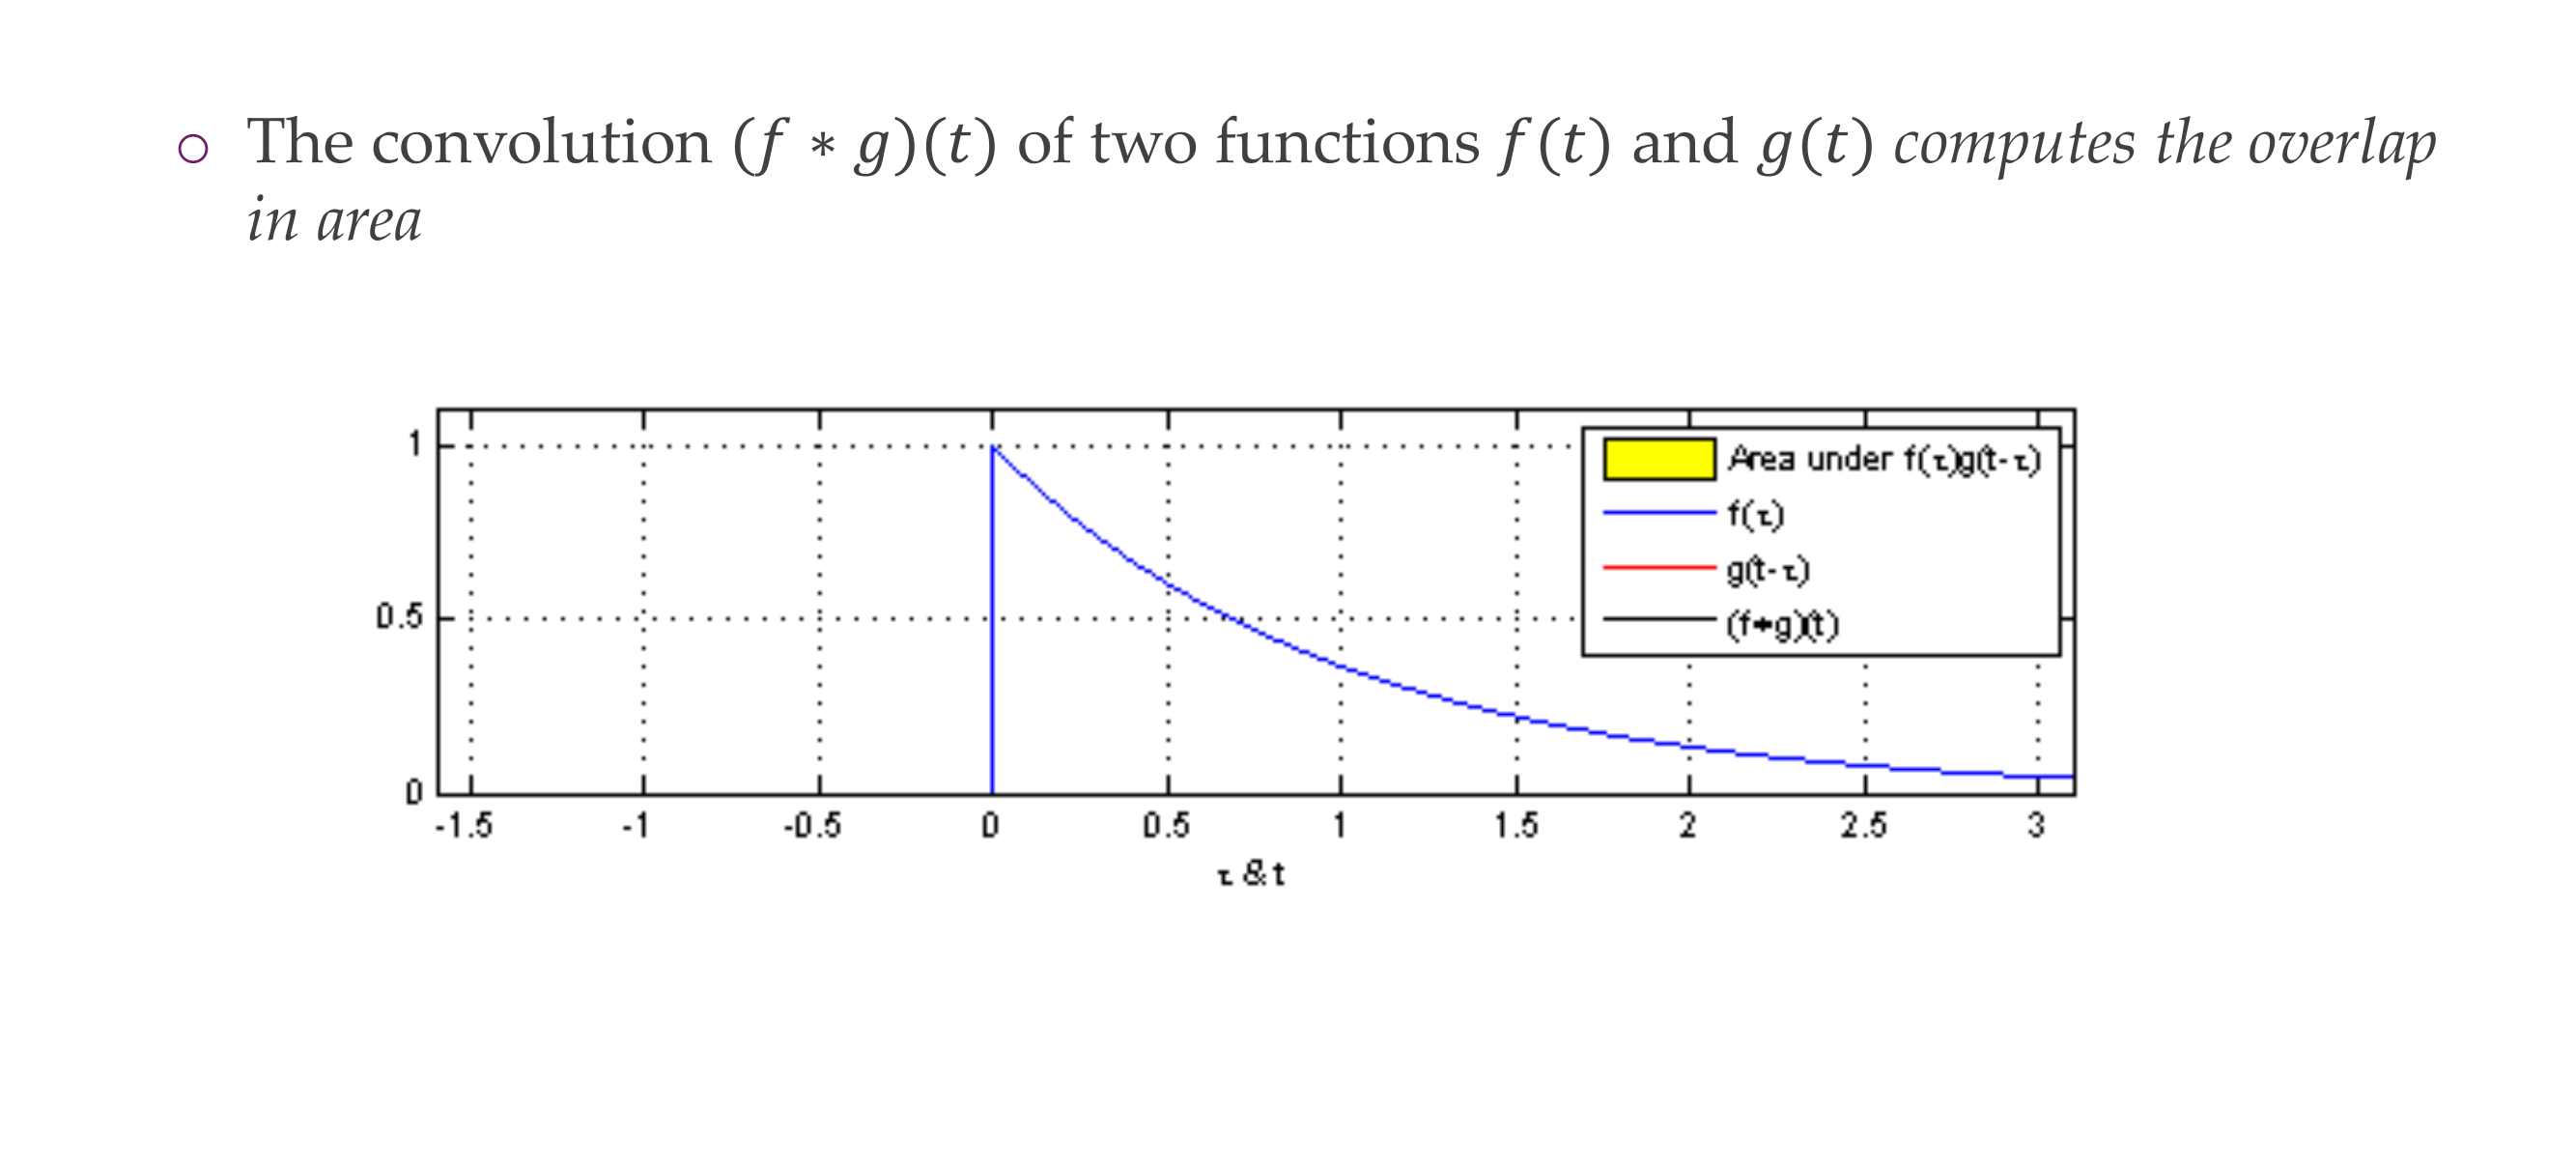 The convolution (f ∗ g)(t) of two functions f(t) and g(t) computes the overlap
in area
1
Area under f(τ)g(t-τ)
f(τ)
0.5
g(t-τ)
(f∗g)(t)
0
-1.5 -1 -0.5 0 0.5 1 1.5 2 2.5 3
τ & t